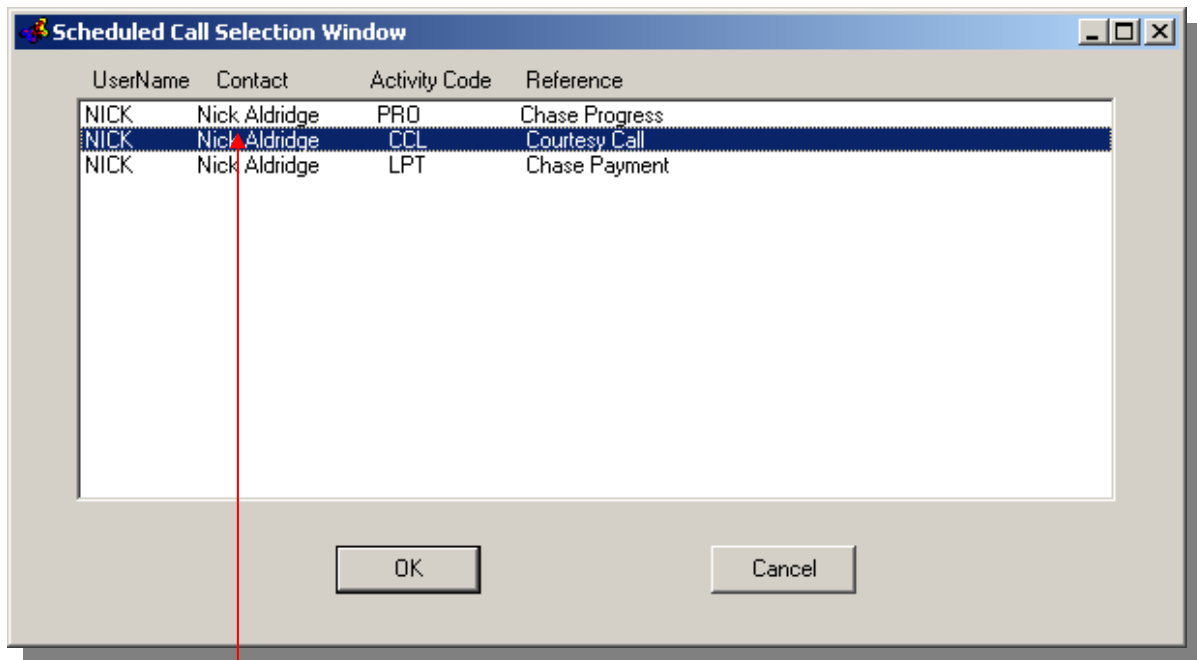 Scheduled Call Selection Window
UserName Contact Activity Code Reference
NICK Nick Aldridge PRO Chase Progress
NICK Nick Aldridge CCL Courtesy Call
NICK Nick Aldridge LPT Chase Payment
OK Cancel